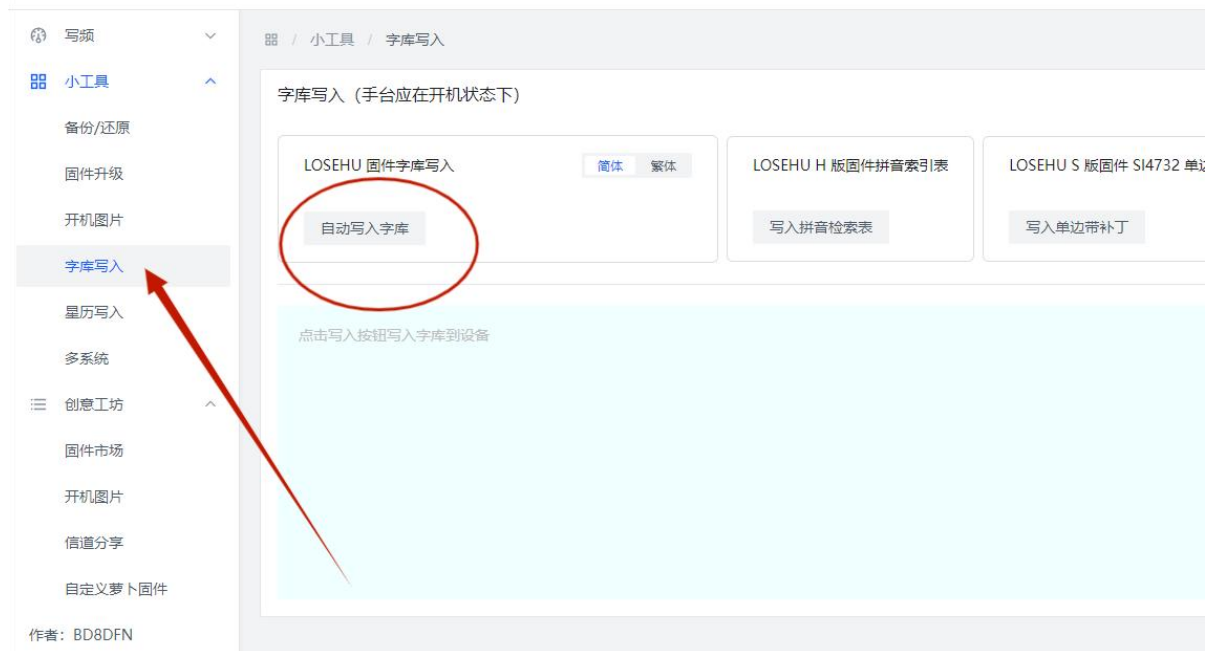 写频
小工具
备份/还原
固件升级
开机图片
字库写入
星历写入
多系统
创意工坊
固件市场
开机图片
信道分享
自定义萝卜固件
作者：BD8DFN
/ 小工具 / 字库写入
字库写入（手台应在开机状态下）
LOSEHU 固件字库写入
简体 繁体
自动写入字库
LOSEHU H 版固件拼音索引表
写入拼音检索表
LOSEHU S 版固件 SI4732 单边
写入单边带补丁
点击写入按钮写入字库到设备